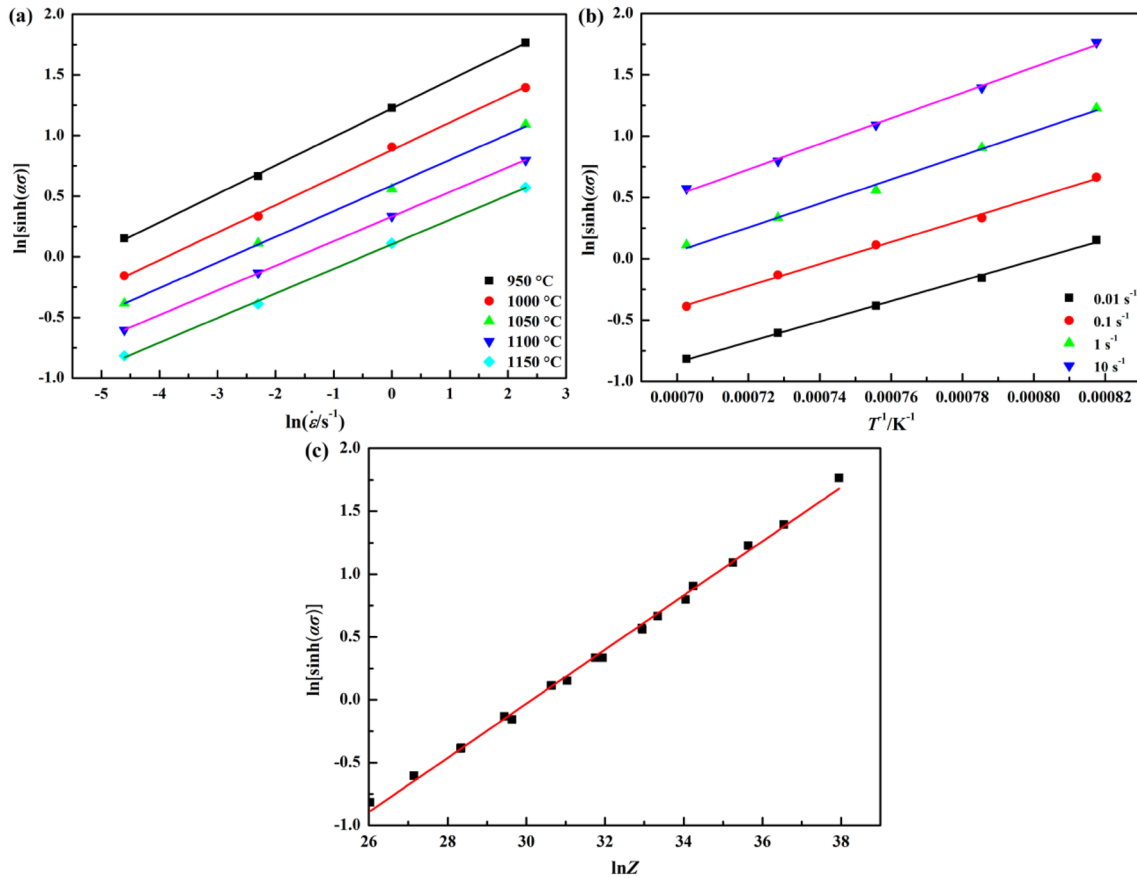 (a)
2.0
1.5
1.0
0.5
0.0
-0.5
-1.0
ln[sinh(ασ)]
950 °C
1000 °C
1050 °C
1100 °C
1150 °C
-5 -4 -3 -2 -1 0 1 2 3
ln(ε̇/s⁻¹)
(b)
2.0
1.5
1.0
0.5
0.0
-0.5
-1.0
ln[sinh(ασ)]
0.01 s⁻¹
0.1 s⁻¹
1 s⁻¹
10 s⁻¹
0.00070 0.00072 0.00074 0.00076 0.00078 0.00080 0.00082
T⁻¹/K⁻¹
(c)
2.0
1.5
1.0
0.5
0.0
-0.5
-1.0
ln[sinh(ασ)]
26 28 30 32 34 36 38
lnZ